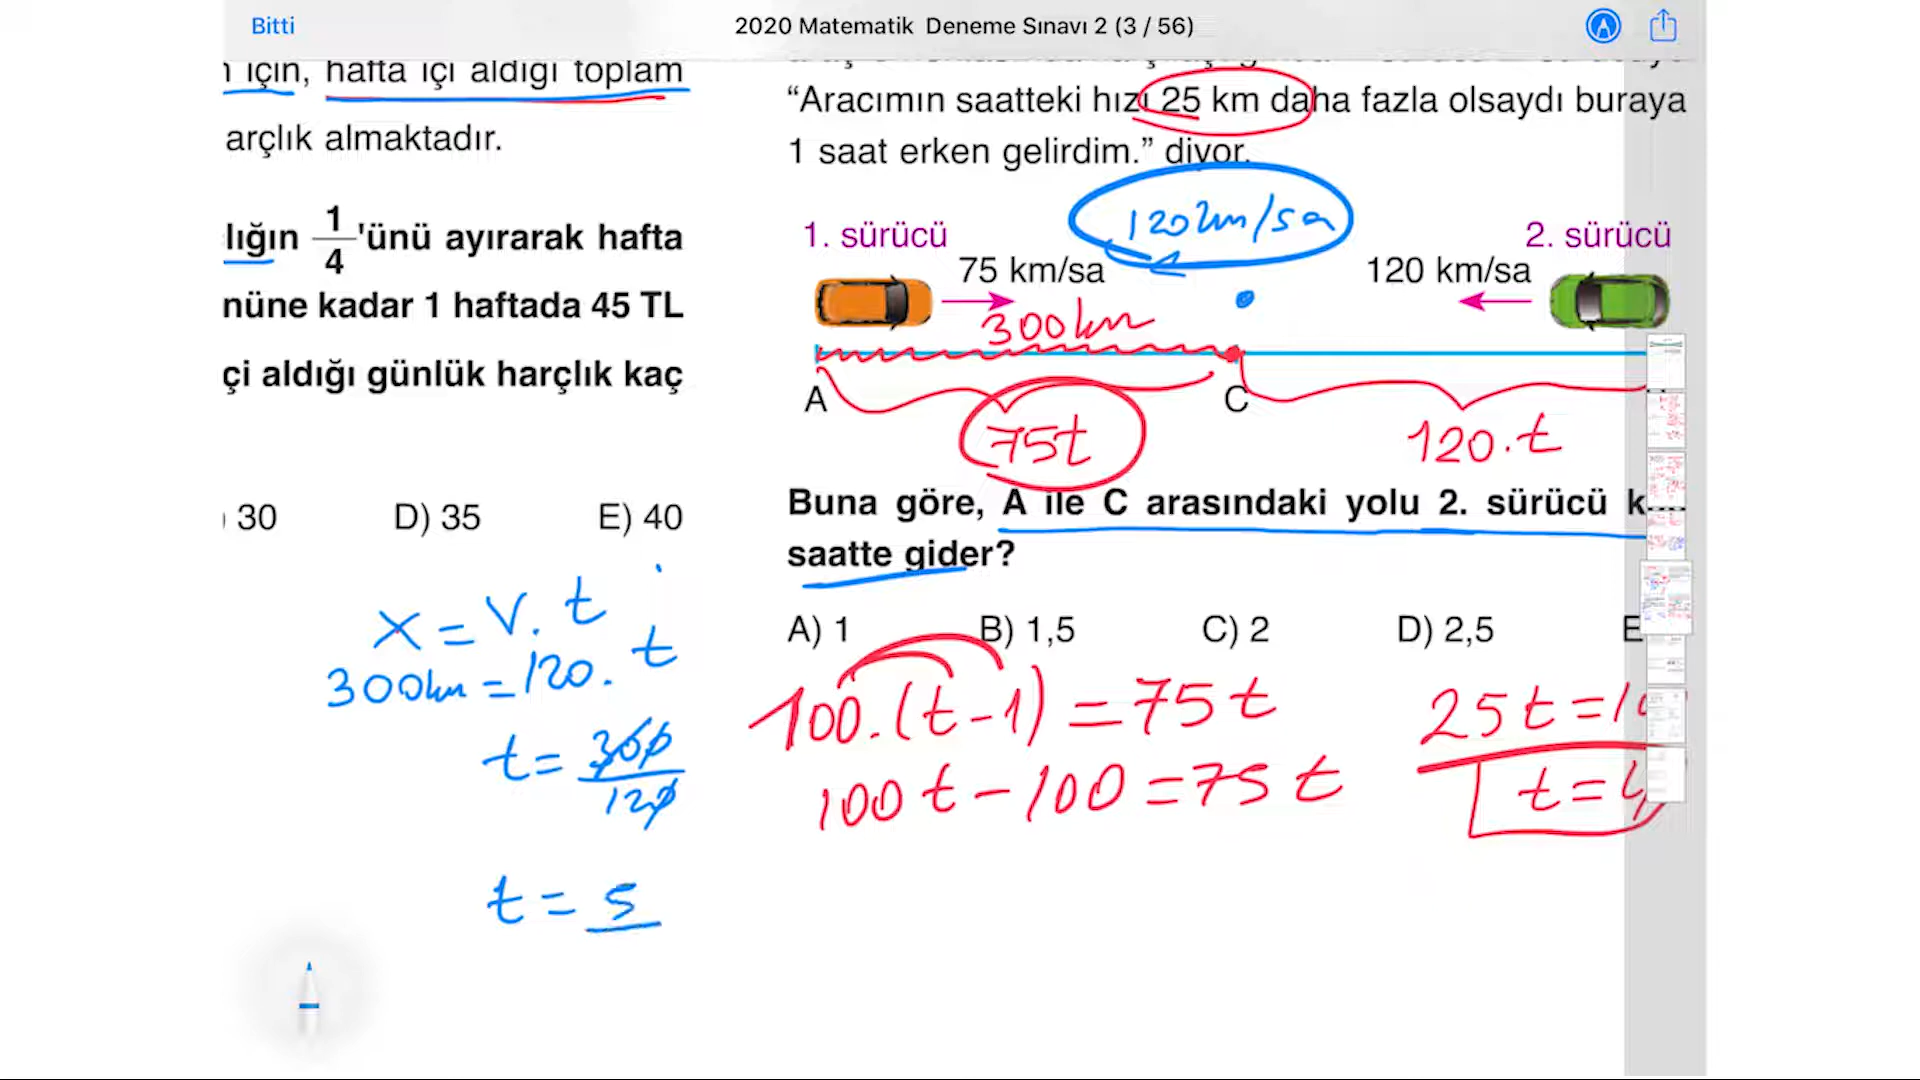 Bitti
2020 Matematik Deneme Sınavı 2 (3 / 56)
için, hafta içi aldığı toplam
arçlık almaktadır.
lığın 1/4 'ünü ayırarak hafta
nüne kadar 1 haftada 45 TL
çi aldığı günlük harçlık kaç
) 30 D) 35 E) 40
x = v. t
300km = 120. t
t = 300/120
t = 5
“Aracımın saatteki hızı 25 km daha fazla olsaydı buraya
1 saat erken gelirdim.” diyor.
120km/sa
1. sürücü 2. sürücü
75 km/sa 120 km/sa
300km
A C
75t 120.t
Buna göre, A ile C arasındaki yolu 2. sürücü k
saatte gider?
A) 1 B) 1,5 C) 2 D) 2,5 E
100.(t-1) = 75t 25t = 1
100t - 100 = 75t t = 4